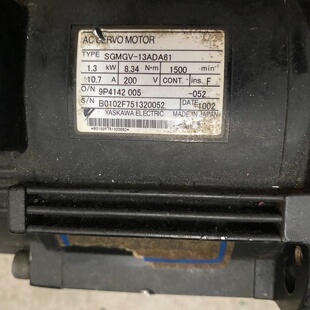 AC SERVO MOTOR
TYPE SGMGV-13ADA61
1.3 kW 8.34 N·m 1500 min⁻¹
10.7 A 200 V CONT. ins. F
O/N 9P4142 005 -052
S/N B0102F751320052 DATE 1002
YASKAWA ELECTRIC MADE IN JAPAN